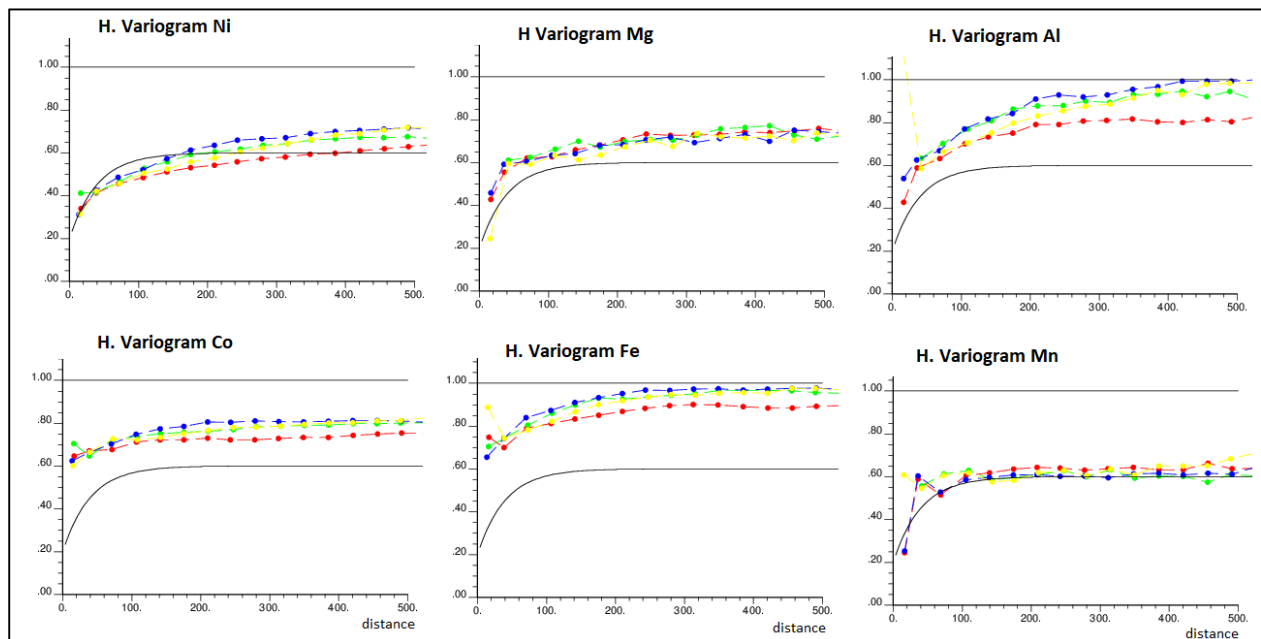 H. Variogram Ni
1.00
.80
.60
.40
.20
.00
0. 100. 200. 300. 400. 500.
H Variogram Mg
1.00
.80
.60
.40
.20
.00
0. 100. 200. 300. 400. 500.
H. Variogram Al
1.00
.80
.60
.40
.20
.00
0. 100. 200. 300. 400. 500.
H. Variogram Co
1.00
.80
.60
.40
.20
.00
0. 100. 200. 300. 400. 500.
distance
H. Variogram Fe
1.00
.80
.60
.40
.20
.00
0. 100. 200. 300. 400. 500.
distance
H. Variogram Mn
1.00
.80
.60
.40
.20
.00
0. 100. 200. 300. 400. 500.
distance